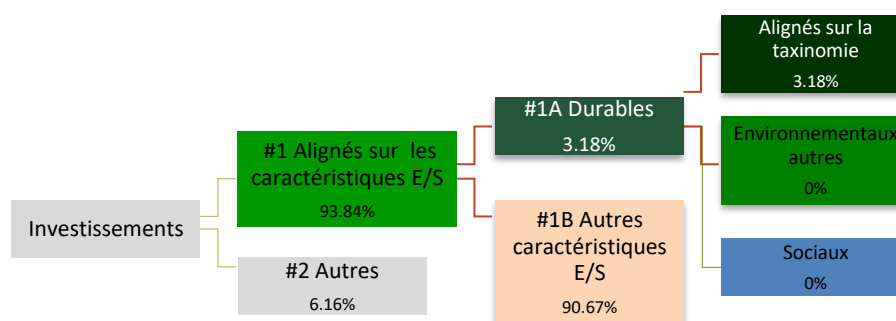 Investissements
#1 Alignés sur les
caractéristiques E/S
93.84%
#2 Autres
6.16%
#1A Durables
3.18%
#1B Autres
caractéristiques
E/S
90.67%
Alignés sur la
taxinomie
3.18%
Environnementaux
autres
0%
Sociaux
0%